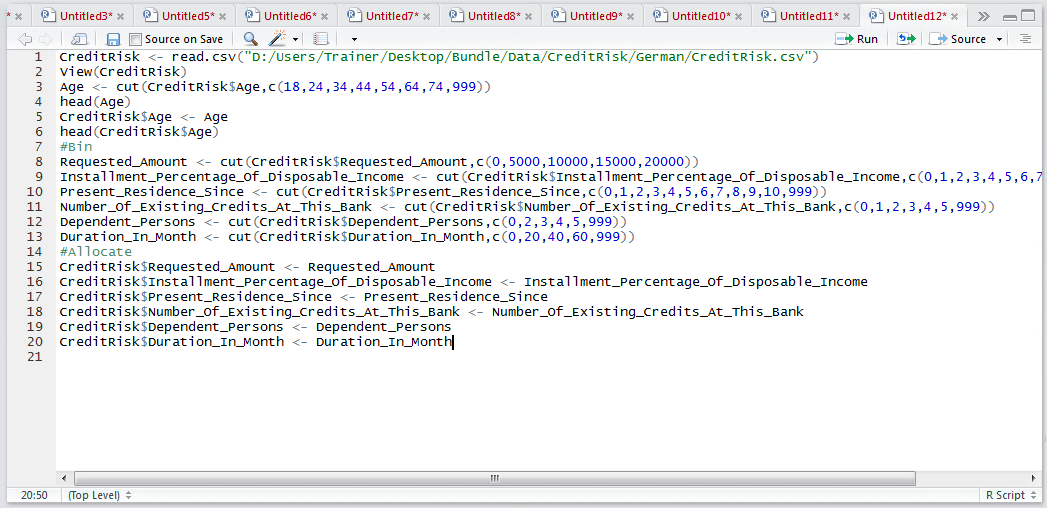 * Untitled3* Untitled5* Untitled6* Untitled7* Untitled8* Untitled9* Untitled10* Untitled11* Untitled12*
Source on Save Run Source
1 CreditRisk <- read.csv("D:/Users/Trainer/Desktop/Bundle/Data/CreditRisk/German/CreditRisk.csv")
2 View(CreditRisk)
3 Age <- cut(CreditRisk$Age,c(18,24,34,44,54,64,74,999))
4 head(Age)
5 CreditRisk$Age <- Age
6 head(CreditRisk$Age)
7 #Bin
8 Requested_Amount <- cut(CreditRisk$Requested_Amount,c(0,5000,10000,15000,20000))
9 Installment_Percentage_Of_Disposable_Income <- cut(CreditRisk$Installment_Percentage_Of_Disposable_Income,c(0,1,2,3,4,5,6,7
10 Present_Residence_Since <- cut(CreditRisk$Present_Residence_Since,c(0,1,2,3,4,5,6,7,8,9,10,999))
11 Number_Of_Existing_Credits_At_This_Bank <- cut(CreditRisk$Number_Of_Existing_Credits_At_This_Bank,c(0,1,2,3,4,5,999))
12 Dependent_Persons <- cut(CreditRisk$Dependent_Persons,c(0,2,3,4,5,999))
13 Duration_In_Month <- cut(CreditRisk$Duration_In_Month,c(0,20,40,60,999))
14 #Allocate
15 CreditRisk$Requested_Amount <- Requested_Amount
16 CreditRisk$Installment_Percentage_Of_Disposable_Income <- Installment_Percentage_Of_Disposable_Income
17 CreditRisk$Present_Residence_Since <- Present_Residence_Since
18 CreditRisk$Number_Of_Existing_Credits_At_This_Bank <- Number_Of_Existing_Credits_At_This_Bank
19 CreditRisk$Dependent_Persons <- Dependent_Persons
20 CreditRisk$Duration_In_Month <- Duration_In_Month
21
20:50 (Top Level) R Script